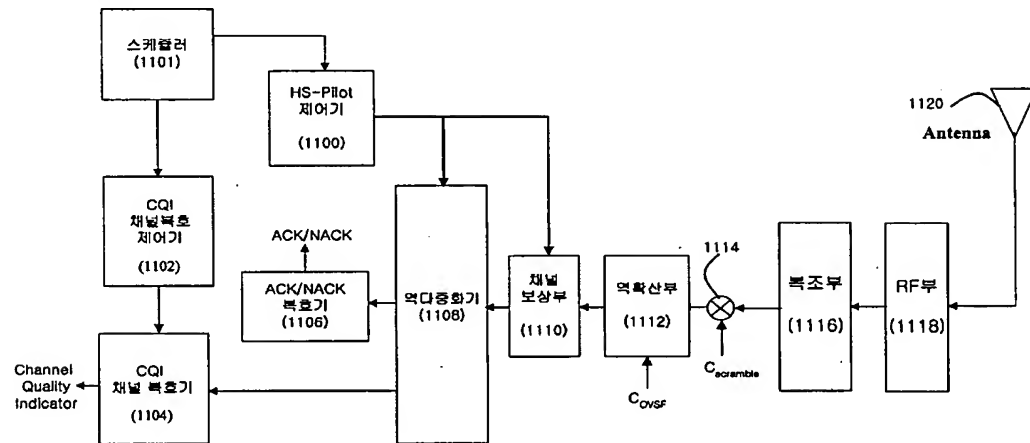 스케쥴러
(1101)
HS-Pilot
제어기
(1100)
1120
Antenna
CQI
채널복호
제어기
(1102)
ACK/NACK
ACK/NACK
복호기
(1106)
역다중화기
(1108)
채널
보상부
(1110)
역확산부
(1112)
1114
복조부
(1116)
RF부
(1118)
Channel
Quality
Indicator
CQI
채널 복호기
(1104)
COVSF
Cscramble